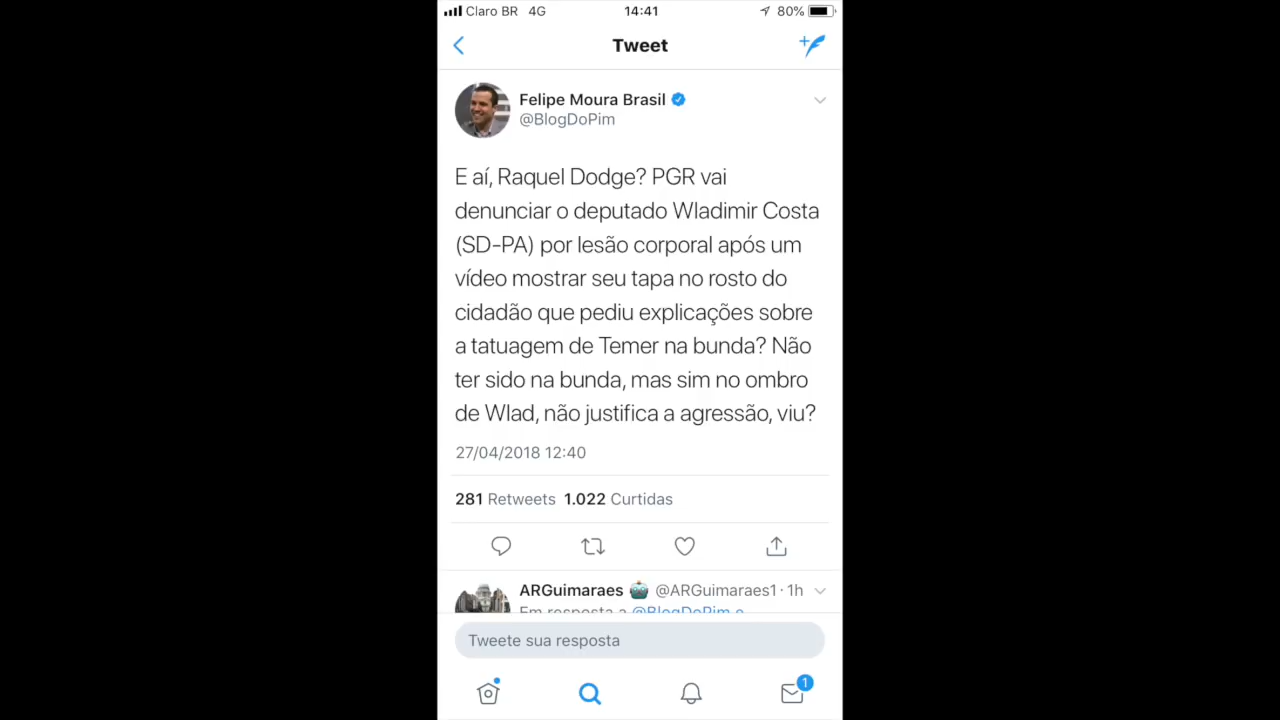 Claro BR 4G 14:41 80%
Tweet
Felipe Moura Brasil
@BlogDoPim
E aí, Raquel Dodge? PGR vai
denunciar o deputado Wladimir Costa
(SD-PA) por lesão corporal após um
vídeo mostrar seu tapa no rosto do
cidadão que pediu explicações sobre
a tatuagem de Temer na bunda? Não
ter sido na bunda, mas sim no ombro
de Wlad, não justifica a agressão, viu?
27/04/2018 12:40
281 Retweets 1.022 Curtidas
ARGuimaraes 🤖 @ARGuimaraes1 · 1h
Em resposta a @BlogDoPim e
Tweete sua resposta
1